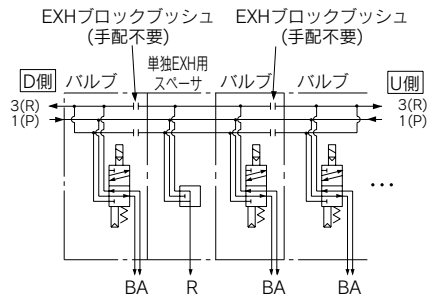 EXHブロックブッシュ EXHブロックブッシュ
(手配不要) (手配不要)
D側 バルブ 単独EXH用 バルブ バルブ U側
スペーサ
3(R) 3(R)
1(P) 1(P)
…
BA R BA BA